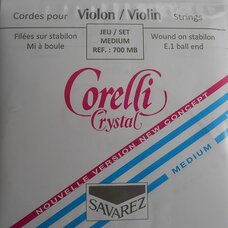 Cordes pour Violon / Violin Strings
Filées sur stabilon
Mi à boule
JEU / SET
MEDIUM
REF. : 700 MB
Wound on stabilon
E,1 ball end
Corelli
Crystal
NOUVELLE VERSION NEW CONCEPT
MEDIUM
SAVAREZ